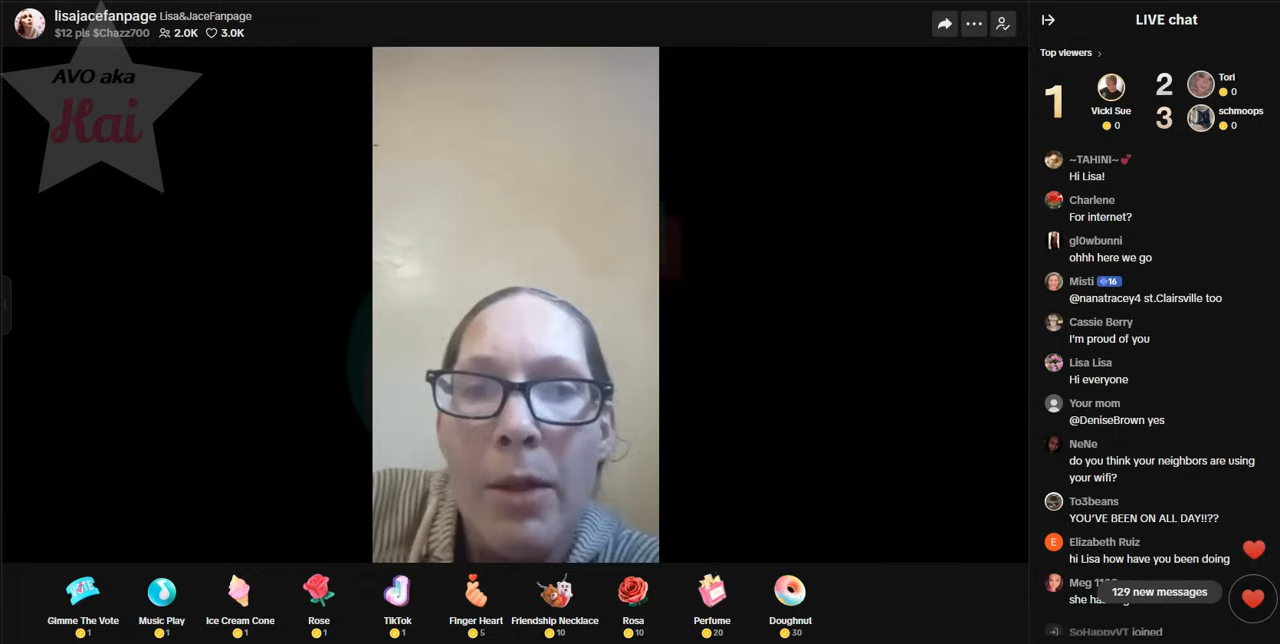 lisajacefanpage Lisa&JaceFanpage
$12 pls $Chazz700 2.0K 3.0K
AVO aka
Kai
LIVE chat
Top viewers
1
Vicki Sue
0
2
Tori
0
3
schmoops
0
~TAHINI~💕
Hi Lisa!
Charlene
For internet?
gl0wbunni
ohhh here we go
Misti 16
@nanatracey4 st.Clairsville too
Cassie Berry
I'm proud of you
Lisa Lisa
Hi everyone
Your mom
@DeniseBrown yes
NeNe
do you think your neighbors are using
your wifi?
To3beans
YOU'VE BEEN ON ALL DAY!!??
E Elizabeth Ruiz
hi Lisa how have you been doing
Meg
she
129 new messages
SoHappyVT joined
VOTE
Gimme The Vote
1
Music Play
1
Ice Cream Cone
1
Rose
1
TikTok
1
Finger Heart
5
Friendship Necklace
10
Rosa
10
Perfume
20
Doughnut
30